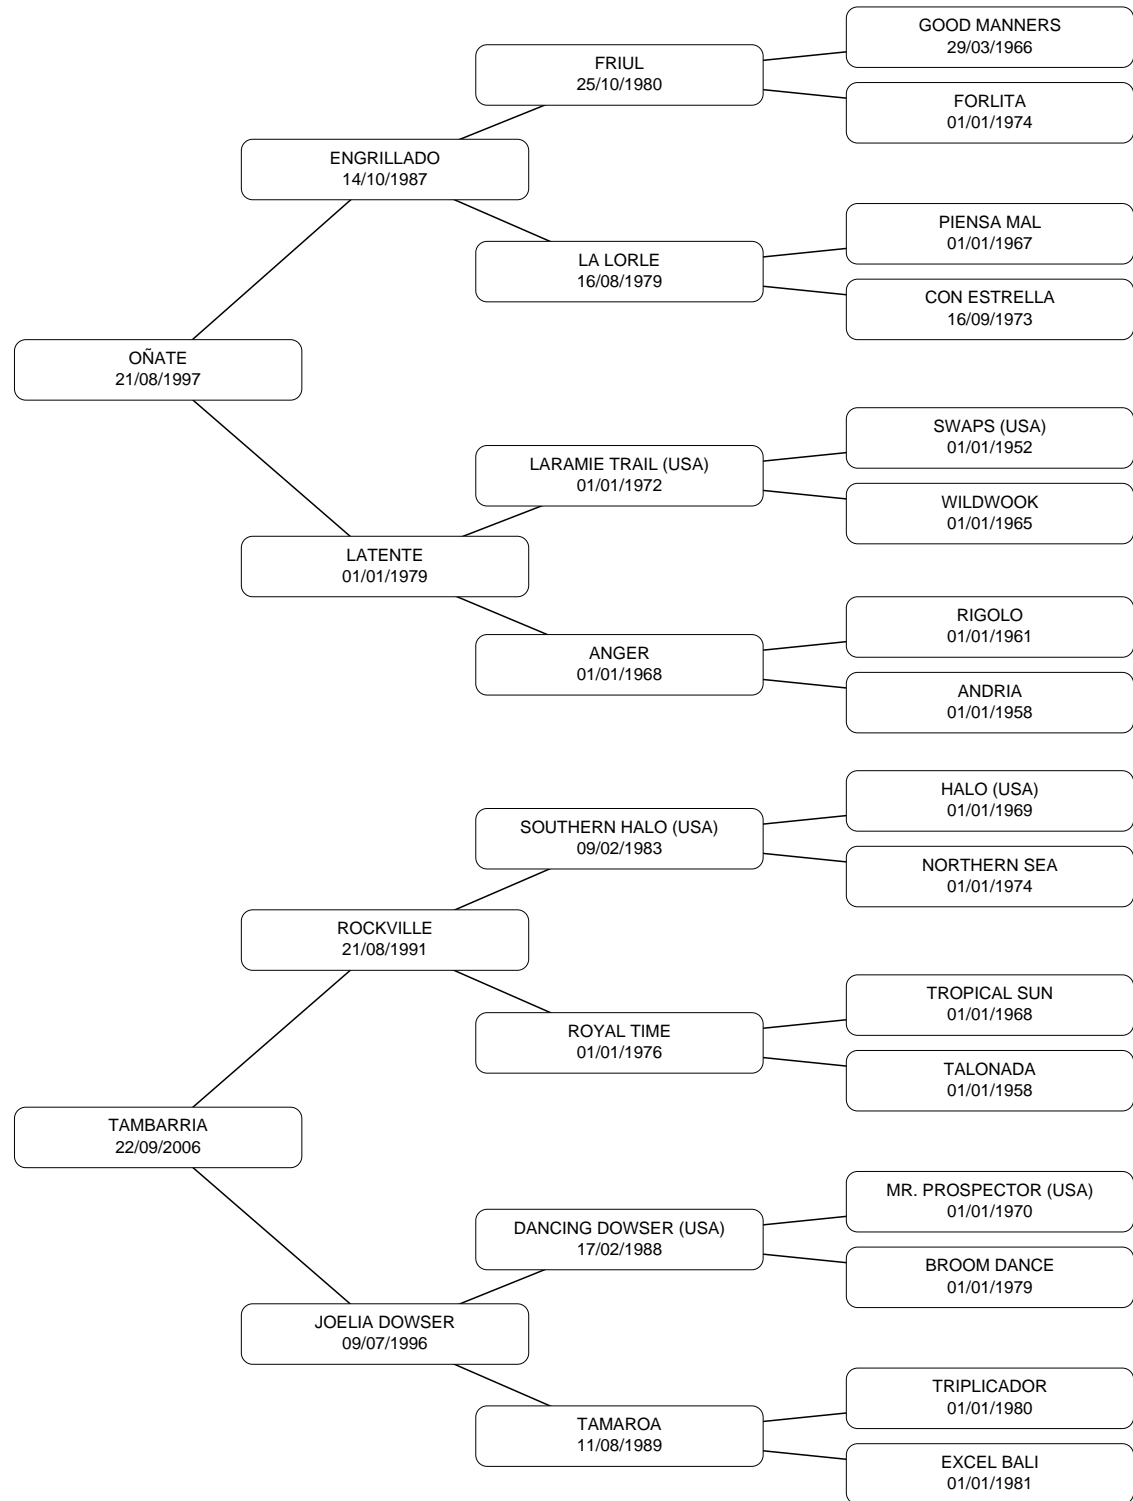 GOOD MANNERS
29/03/1966
FRIUL
25/10/1980
FORLITA
01/01/1974
ENGRILLADO
14/10/1987
PIENSA MAL
01/01/1967
LA LORLE
16/08/1979
CON ESTRELLA
16/09/1973
OÑATE
21/08/1997
SWAPS (USA)
01/01/1952
LARAMIE TRAIL (USA)
01/01/1972
WILDWOOK
01/01/1965
LATENTE
01/01/1979
RIGOLO
01/01/1961
ANGER
01/01/1968
ANDRIA
01/01/1958
HALO (USA)
01/01/1969
SOUTHERN HALO (USA)
09/02/1983
NORTHERN SEA
01/01/1974
ROCKVILLE
21/08/1991
TROPICAL SUN
01/01/1968
ROYAL TIME
01/01/1976
TALONADA
01/01/1958
TAMBARRIA
22/09/2006
MR. PROSPECTOR (USA)
01/01/1970
DANCING DOWSER (USA)
17/02/1988
BROOM DANCE
01/01/1979
JOELIA DOWSER
09/07/1996
TRIPLICADOR
01/01/1980
TAMAROA
11/08/1989
EXCEL BALI
01/01/1981